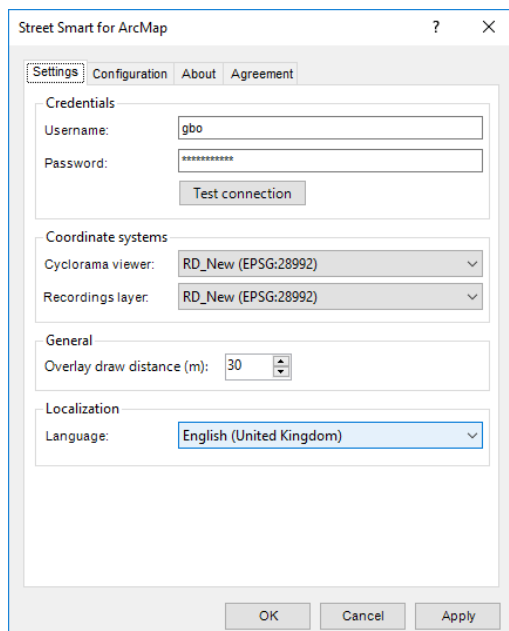 Street Smart for ArcMap ?
Settings Configuration About Agreement
Credentials
Username: gbo
Password: ***********
Test connection
Coordinate systems
Cyclorama viewer: RD_New (EPSG:28992)
Recordings layer: RD_New (EPSG:28992)
General
Overlay draw distance (m): 30
Localization
Language: English (United Kingdom)
OK Cancel Apply